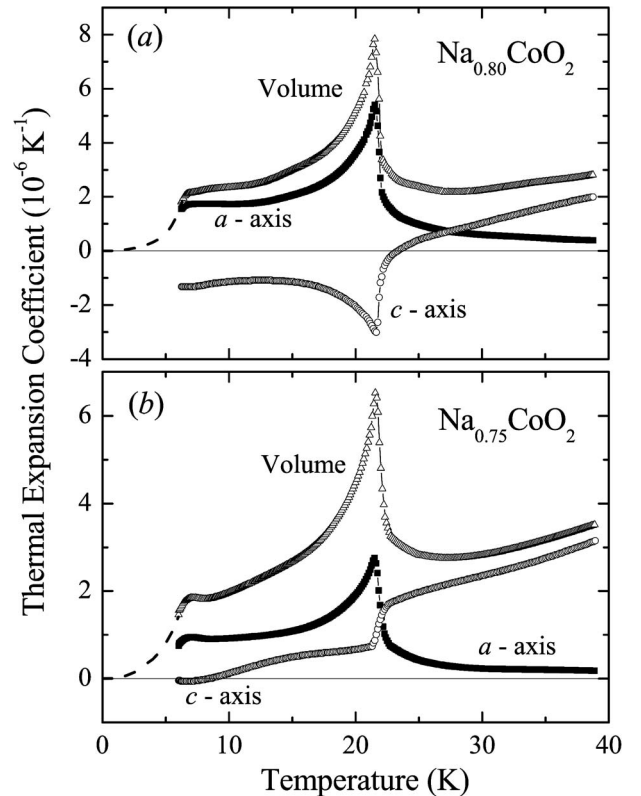 Thermal Expansion Coefficient (10⁻⁶ K⁻¹)
(a)
Na₀.₈₀CoO₂
Volume
a - axis
c - axis
8
6
4
2
0
-2
-4
(b)
Na₀.₇₅CoO₂
Volume
a - axis
c - axis
6
4
2
0
0 10 20 30 40
Temperature (K)